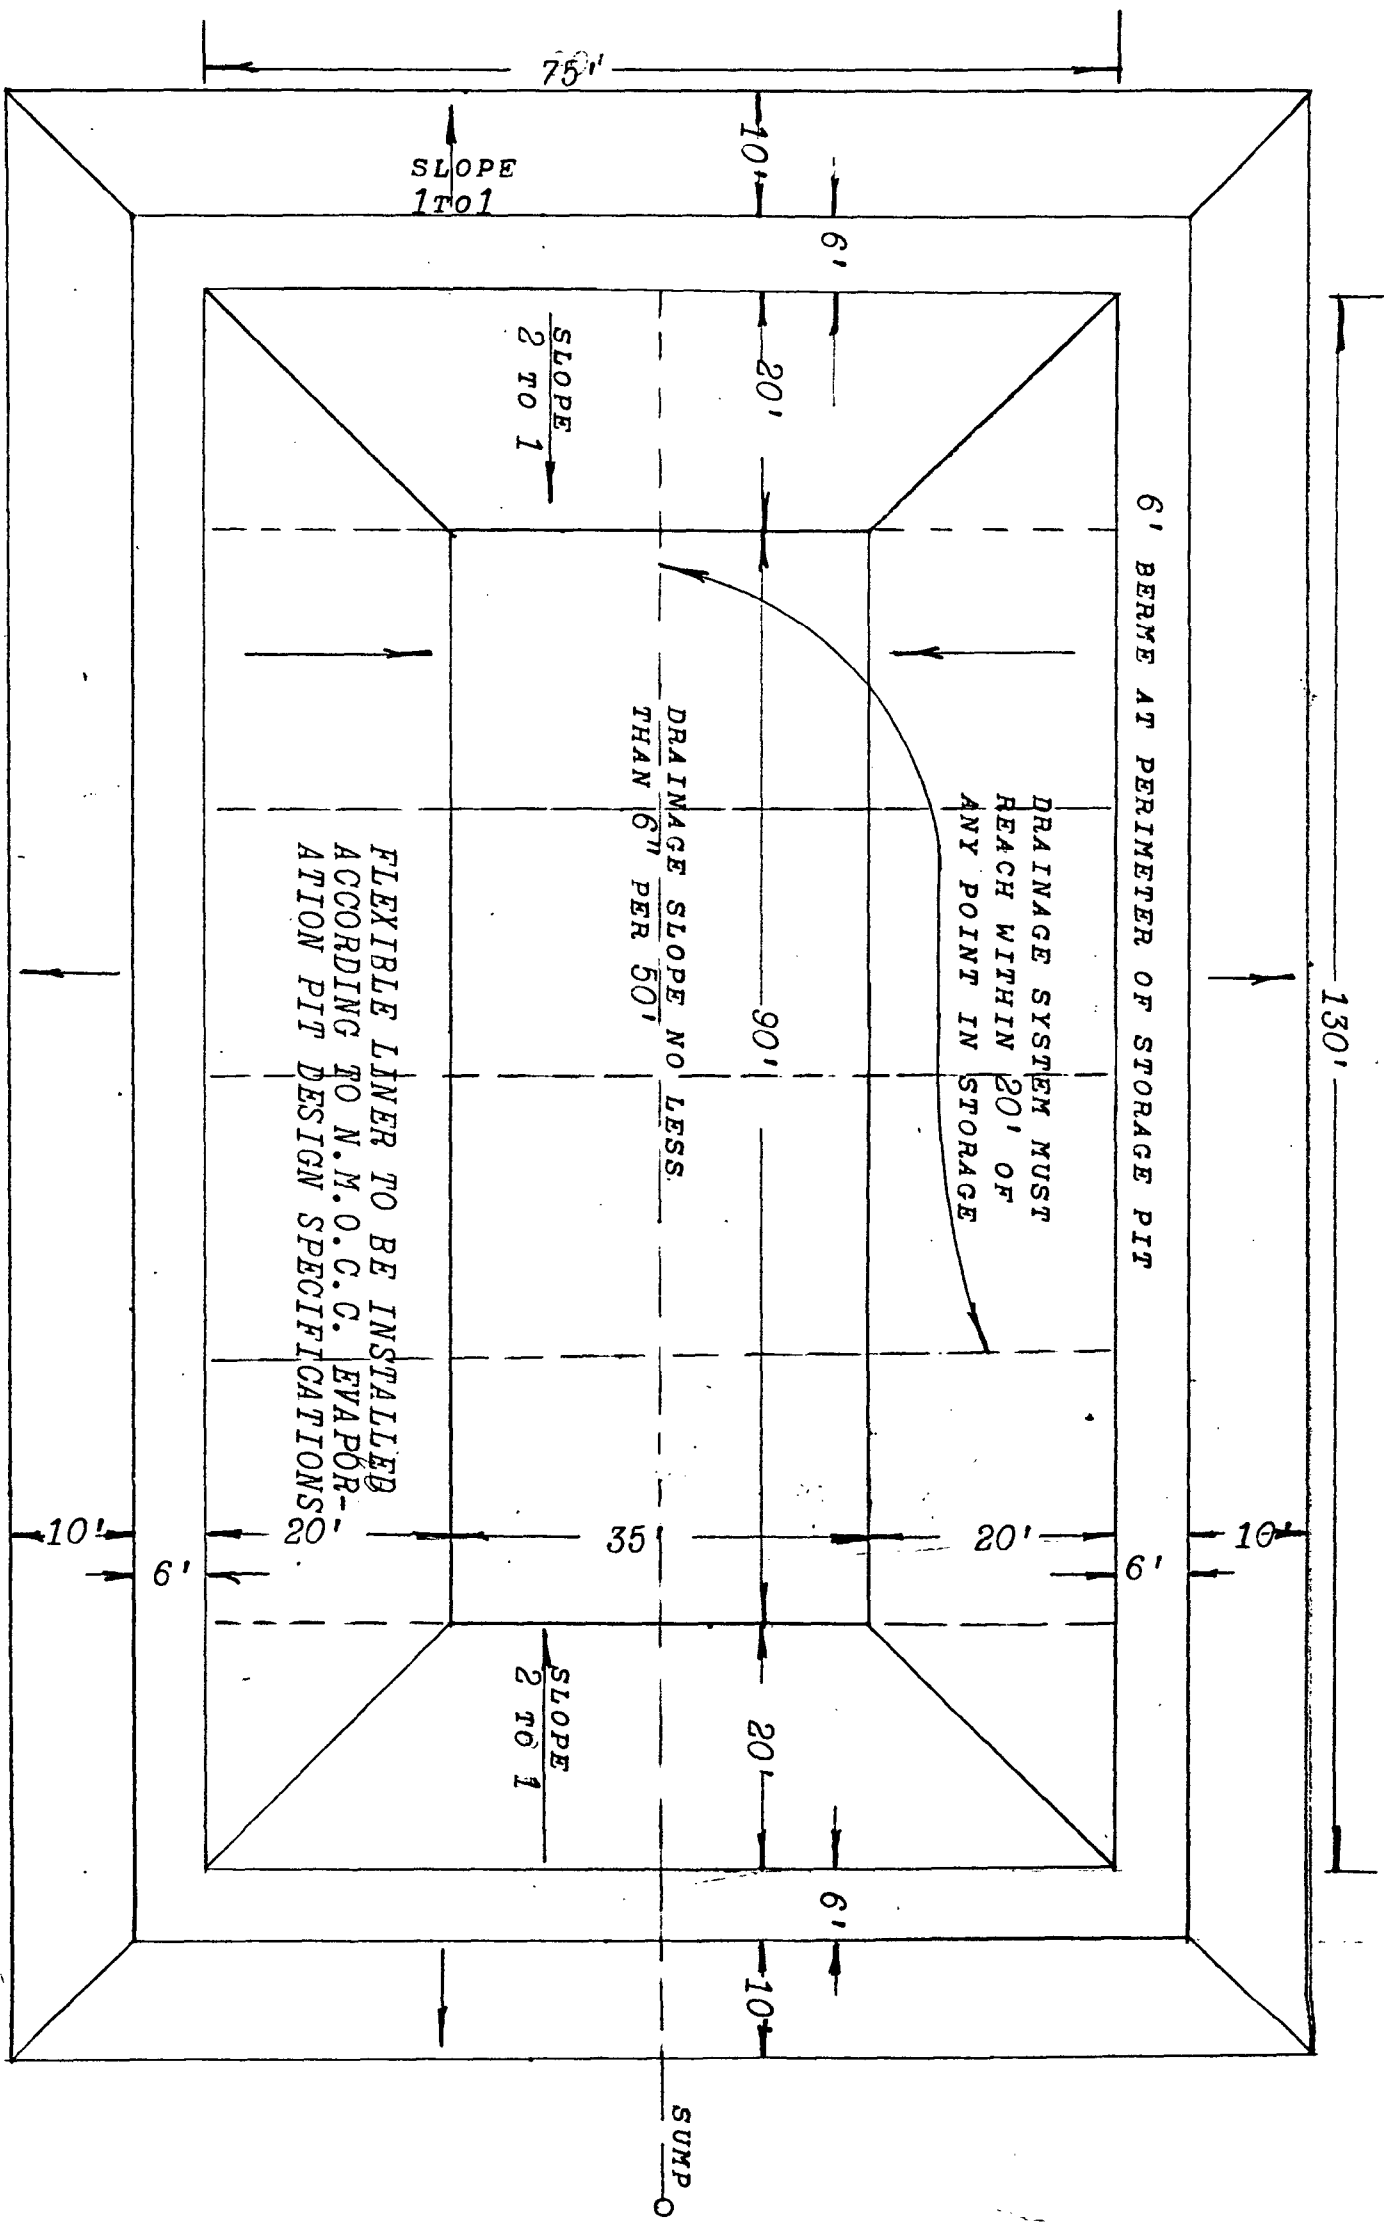 75'
SLOPE
1 TO 1
10'
6'
20'
SLOPE
2 TO 1
130'
6' BERME AT PERIMETER OF STORAGE PIT
DRAINAGE SYSTEM MUST
REACH WITHIN 20' OF
ANY POINT IN STORAGE
90'
DRAINAGE SLOPE NO LESS
THAN 6" PER 50'
FLEXIBLE LINER TO BE INSTALLED
ACCORDING TO N.M.O.C.C. EVAPOR-
ATION PIT DESIGN SPECIFICATIONS
10'
6'
20'
35'
20'
6'
10'
SLOPE
2 TO 1
20'
6'
10'
SUMP